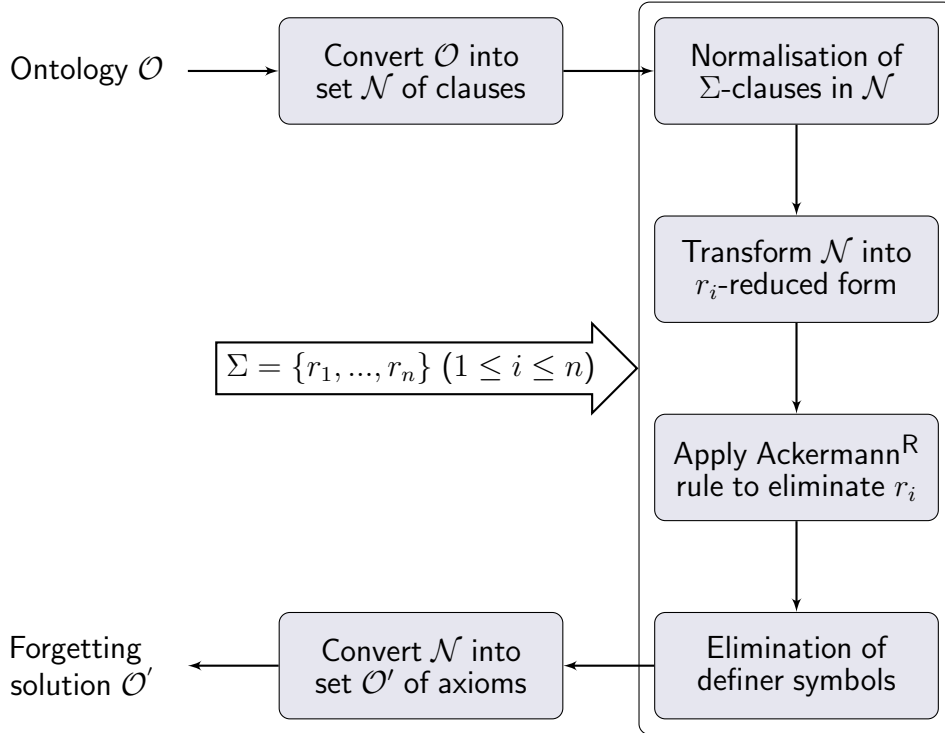 Ontology 𝒪
Convert 𝒪 into
set 𝒩 of clauses
Normalisation of
Σ-clauses in 𝒩
Transform 𝒩 into
rᵢ-reduced form
Σ = {r₁, ..., rₙ} (1 ≤ i ≤ n)
Apply Ackermannᴿ
rule to eliminate rᵢ
Elimination of
definer symbols
Convert 𝒩 into
set 𝒪′ of axioms
Forgetting
solution 𝒪′